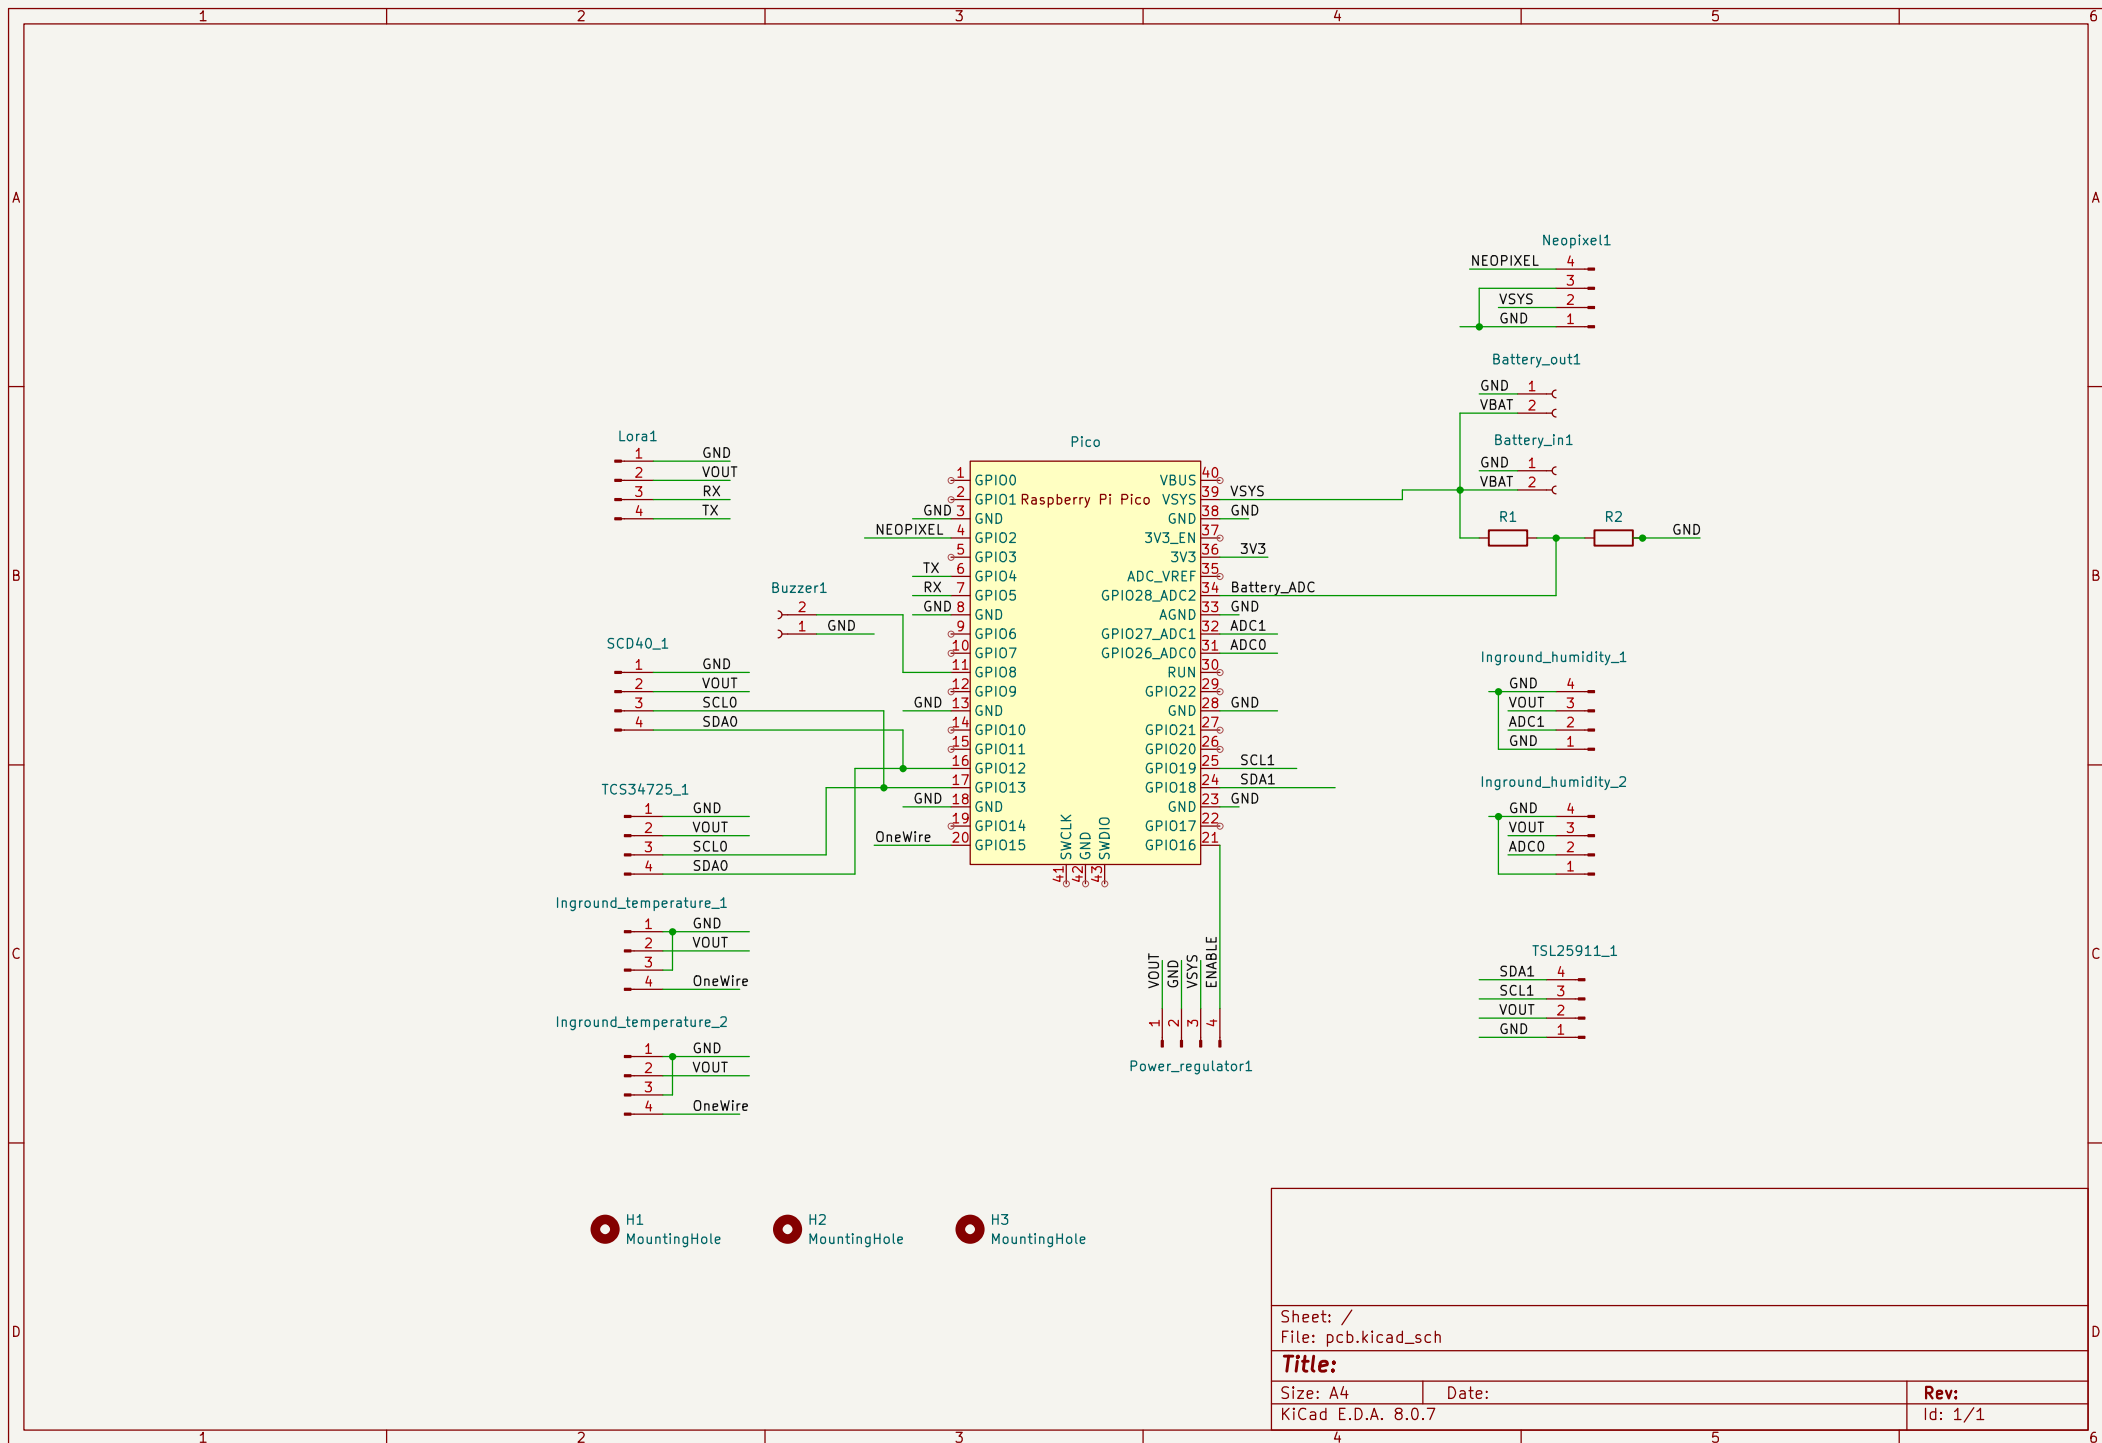 1 2 3 4 5 6
A A
B B
C C
D D
Neopixel1
NEOPIXEL 4
3
VSYS 2
GND 1
Battery_out1
GND 1
VBAT 2
Battery_in1
GND 1
VBAT 2
R1 R2 GND
Lora1
1 GND
2 VOUT
3 RX
4 TX
Pico
Raspberry Pi Pico
1 GPIO0
2 GPIO1
GND 3 GND
NEOPIXEL 4 GPIO2
5 GPIO3
TX 6 GPIO4
RX 7 GPIO5
GND 8 GND
9 GPIO6
10 GPIO7
11 GPIO8
12 GPIO9
GND 13 GND
14 GPIO10
15 GPIO11
16 GPIO12
17 GPIO13
GND 18 GND
19 GPIO14
OneWire 20 GPIO15
VBUS 40
VSYS 39 VSYS
GND 38 GND
3V3_EN 37
3V3 36 3V3
ADC_VREF 35
GPIO28_ADC2 34 Battery_ADC
AGND 33 GND
GPIO27_ADC1 32 ADC1
GPIO26_ADC0 31 ADC0
RUN 30
GPIO22 29
GND 28 GND
GPIO21 27
GPIO20 26
GPIO19 25 SCL1
GPIO18 24 SDA1
GND 23 GND
GPIO17 22
GPIO16 21
SWCLK 41
GND 42
SWDIO 43
Buzzer1
2
1 GND
SCD40_1
1 GND
2 VOUT
3 SCL0
4 SDA0
TCS34725_1
1 GND
2 VOUT
3 SCL0
4 SDA0
Inground_temperature_1
1 GND
2 VOUT
3
4 OneWire
Inground_temperature_2
1 GND
2 VOUT
3
4 OneWire
Inground_humidity_1
GND 4
VOUT 3
ADC1 2
GND 1
Inground_humidity_2
GND 4
VOUT 3
ADC0 2
1
TSL25911_1
SDA1 4
SCL1 3
VOUT 2
GND 1
VOUT 1
GND 2
VSYS 3
ENABLE 4
Power_regulator1
H1
MountingHole
H2
MountingHole
H3
MountingHole
Sheet: /
File: pcb.kicad_sch
Title:
Size: A4 Date: Rev:
KiCad E.D.A. 8.0.7 Id: 1/1
1 2 3 4 5 6